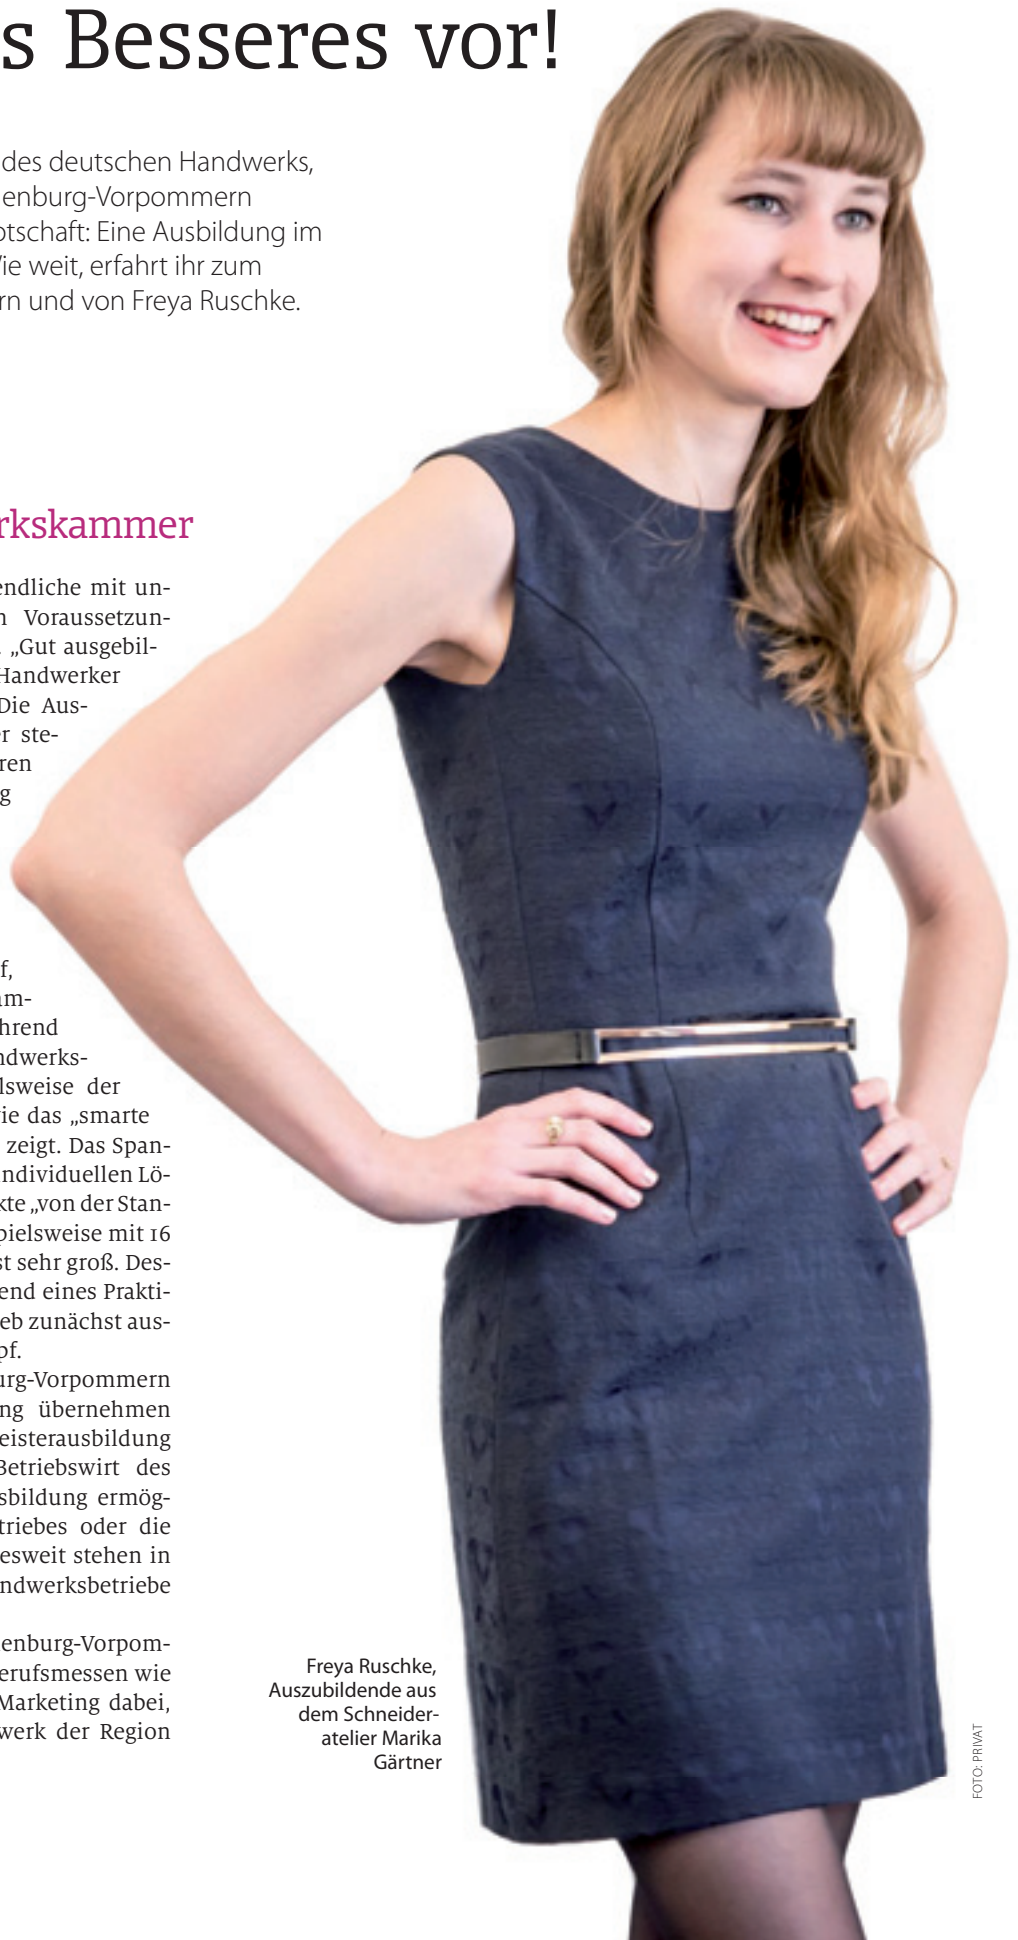 s Besseres vor!
des deutschen Handwerks,
enburg-Vorpommern
otschaft: Eine Ausbildung im
ie weit, erfahrt ihr zum
rn und von Freya Ruschke.
rkskammer
endliche mit un-
n Voraussetzun-
„Gut ausgebil-
Handwerker
Die Aus-
r ste-
ren
g
f,
am-
hrend
ndwerks-
lsweise der
ie das „smarte
zeigt. Das Span-
individuellen Lö-
kte „von der Stan-
pielsweise mit 16
st sehr groß. Des-
end eines Prakti-
eb zunächst aus-
pf.
urg-Vorpommern
ng übernehmen
eisterausbildung
Betriebswirt des
sbildung ermög-
triebes oder die
esweit stehen in
ndwerksbetriebe
enburg-Vorpom-
erufsmessen wie
Marketing dabei,
werk der Region
Freya Ruschke,
Auszubildende aus
dem Schneider-
atelier Marika
Gärtner
FOTO: PRIVAT